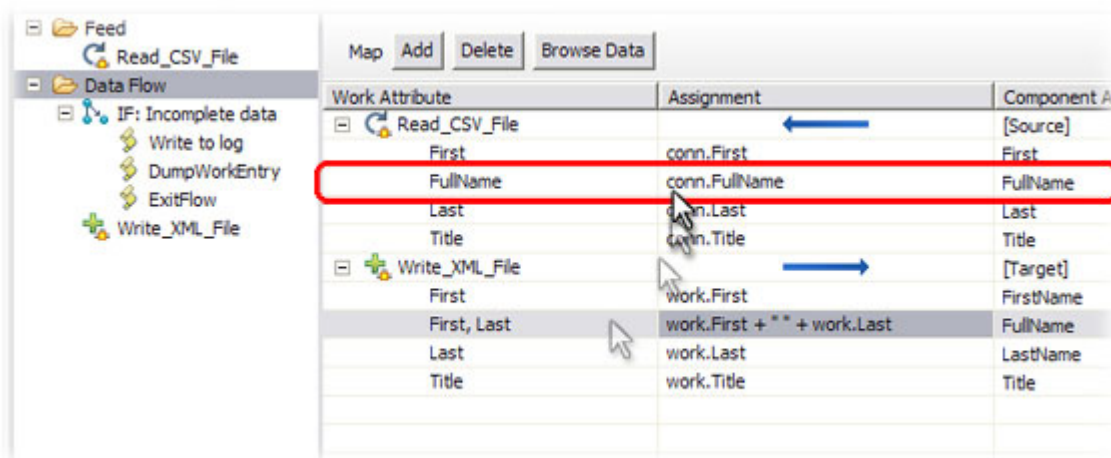 Feed
Read_CSV_File
Data Flow
IF: Incomplete data
Write to log
DumpWorkEntry
ExitFlow
Write_XML_File
Map Add Delete Browse Data
Work Attribute Assignment Component A
Read_CSV_File [Source]
First conn.First First
FullName conn.FullName FullName
Last conn.Last Last
Title conn.Title Title
Write_XML_File [Target]
First work.First FirstName
First, Last work.First + " " + work.Last FullName
Last work.Last LastName
Title work.Title Title